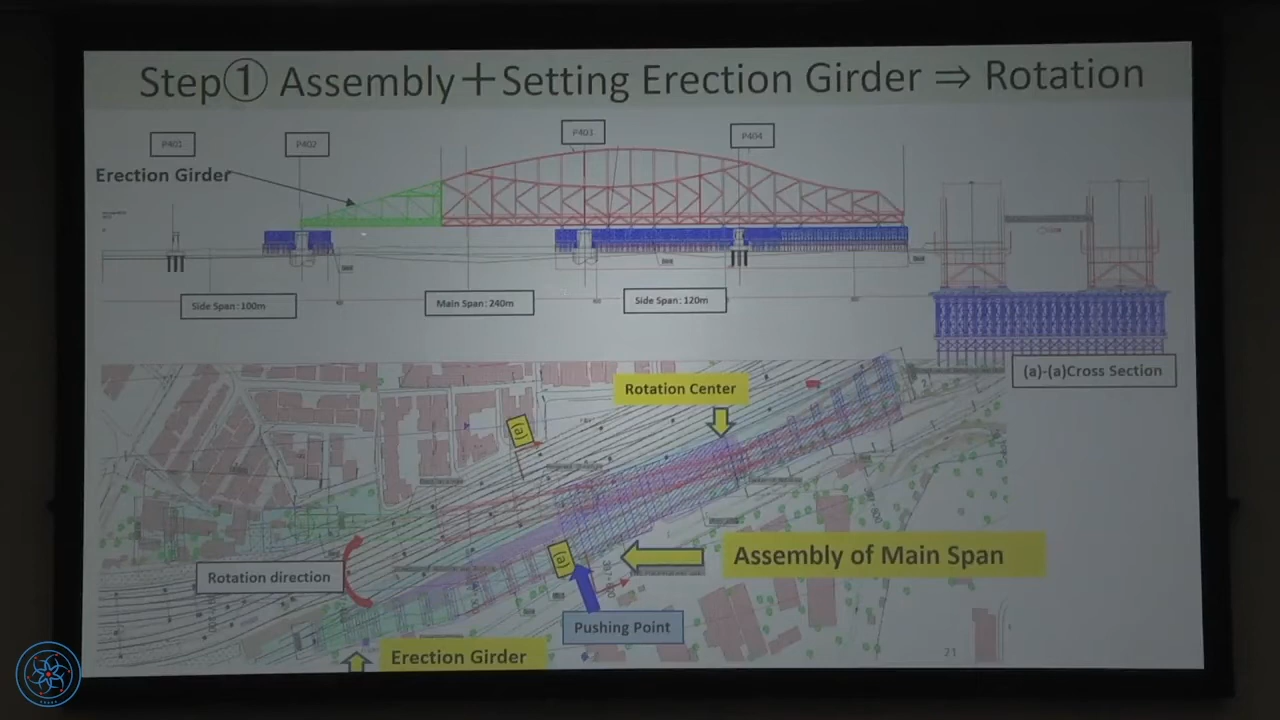 Step① Assembly＋Setting Erection Girder ⇒ Rotation
P401
P402
P403
P404
Erection Girder
Side Span:100m
Main Span:240m
Side Span:120m
(a)-(a)Cross Section
Rotation Center
(a)
(a)
Assembly of Main Span
Rotation direction
Pushing Point
Erection Girder
21